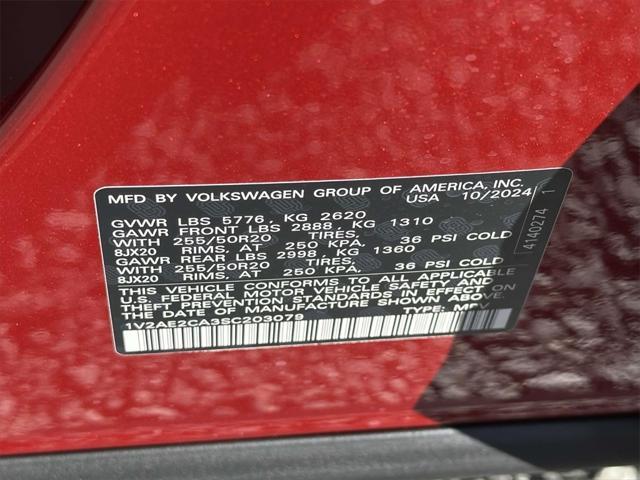 MFD BY VOLKSWAGEN GROUP OF AMERICA, INC.
USA 10/2024
GVWR LBS 5776, KG 2620
GAWR FRONT LBS 2888, KG 1310
WITH 255/50R20 TIRES,
8JX20 RIMS, AT 250 KPA, 36 PSI COLD
GAWR REAR LBS 2998, KG 1360
WITH 255/50R20 TIRES,
8JX20 RIMS, AT 250 KPA, 36 PSI COLD
THIS VEHICLE CONFORMS TO ALL APPLICABLE
U.S. FEDERAL MOTOR VEHICLE SAFETY AND
THEFT PREVENTION STANDARDS IN EFFECT ON
THE DATE OF MANUFACTURE SHOWN ABOVE.
1V2AE2CA3SC203079 TYPE: MPV
4140274 1